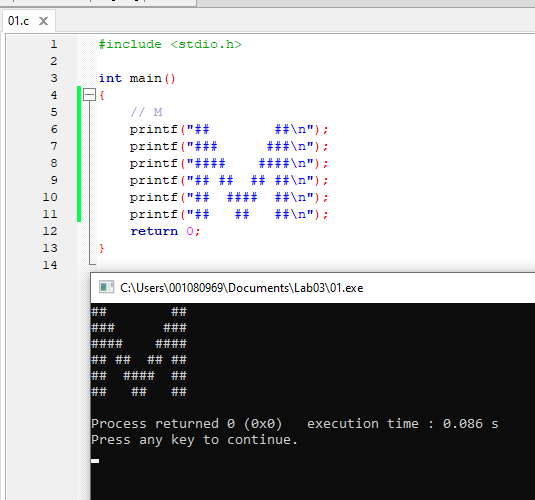 01.c X
1 #include <stdio.h>
2
3 int main()
4 {
5     // M
6     printf("##        ##\n");
7     printf("###      ###\n");
8     printf("####    ####\n");
9     printf("## ##  ## ##\n");
10     printf("##  ####  ##\n");
11     printf("##   ##   ##\n");
12     return 0;
13 }
14
C:\Users\001080969\Documents\Lab03\01.exe
##        ##
###      ###
####    ####
## ##  ## ##
##  ####  ##
##   ##   ##
Process returned 0 (0x0)   execution time : 0.086 s
Press any key to continue.